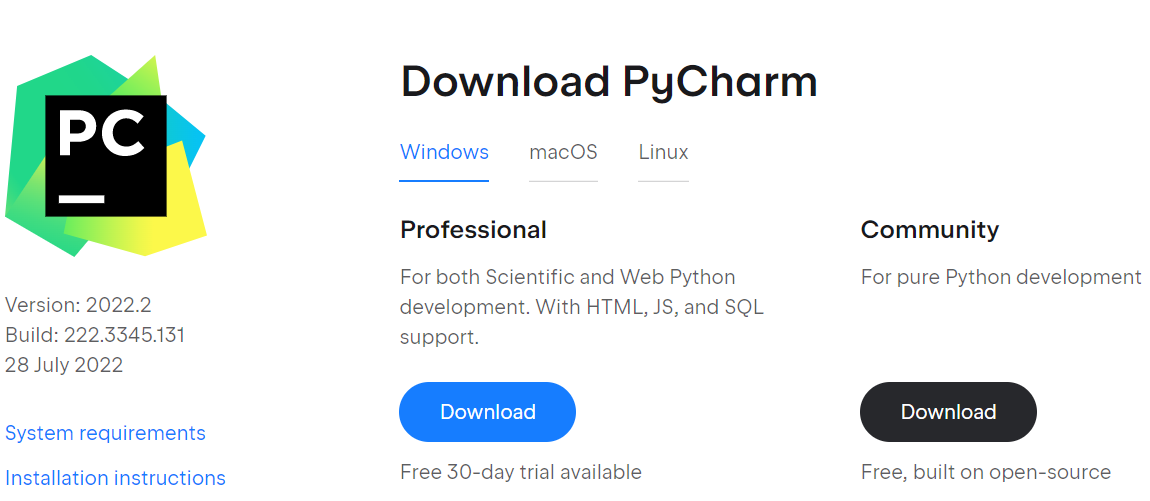 PC
Download PyCharm
Windows macOS Linux
Professional
For both Scientific and Web Python
development. With HTML, JS, and SQL
support.
Download
Free 30-day trial available
Community
For pure Python development
Download
Free, built on open-source
Version: 2022.2
Build: 222.3345.131
28 July 2022
System requirements
Installation instructions